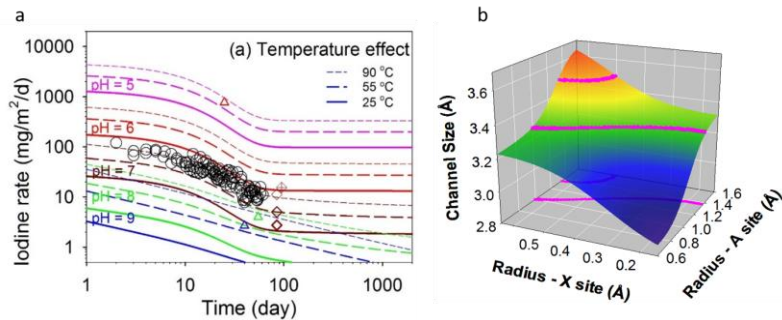 a
(a) Temperature effect
90 °C
55 °C
25 °C
pH = 5
pH = 6
pH = 7
pH = 8
pH = 9
Iodine rate (mg/m²/d)
10000
1000
100
10
1
1 10 100 1000
Time (day)
b
Channel Size (Å)
3.6
3.4
3.2
3.0
2.8
0.5 0.4 0.3 0.2
Radius - X site (Å)
0.6 0.8 1.0 1.2 1.4 1.6
Radius - A site (Å)